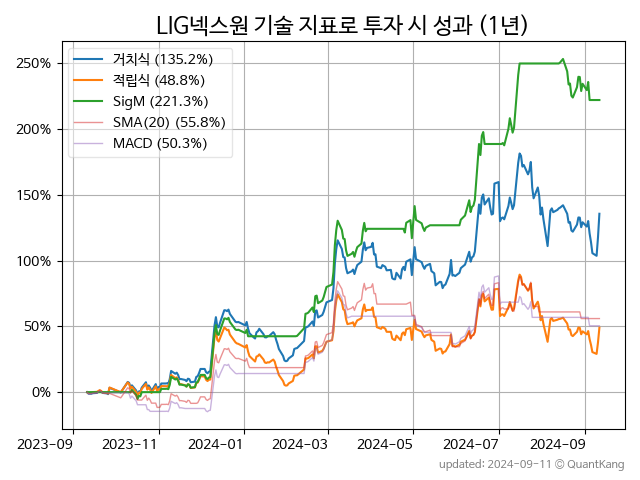 LIG넥스원 기술 지표로 투자 시 성과 (1년)
거치식 (135.2%)
적립식 (48.8%)
SigM (221.3%)
SMA(20) (55.8%)
MACD (50.3%)
250%
200%
150%
100%
50%
0%
2023-09 2023-11 2024-01 2024-03 2024-05 2024-07 2024-09
updated: 2024-09-11 © QuantKang